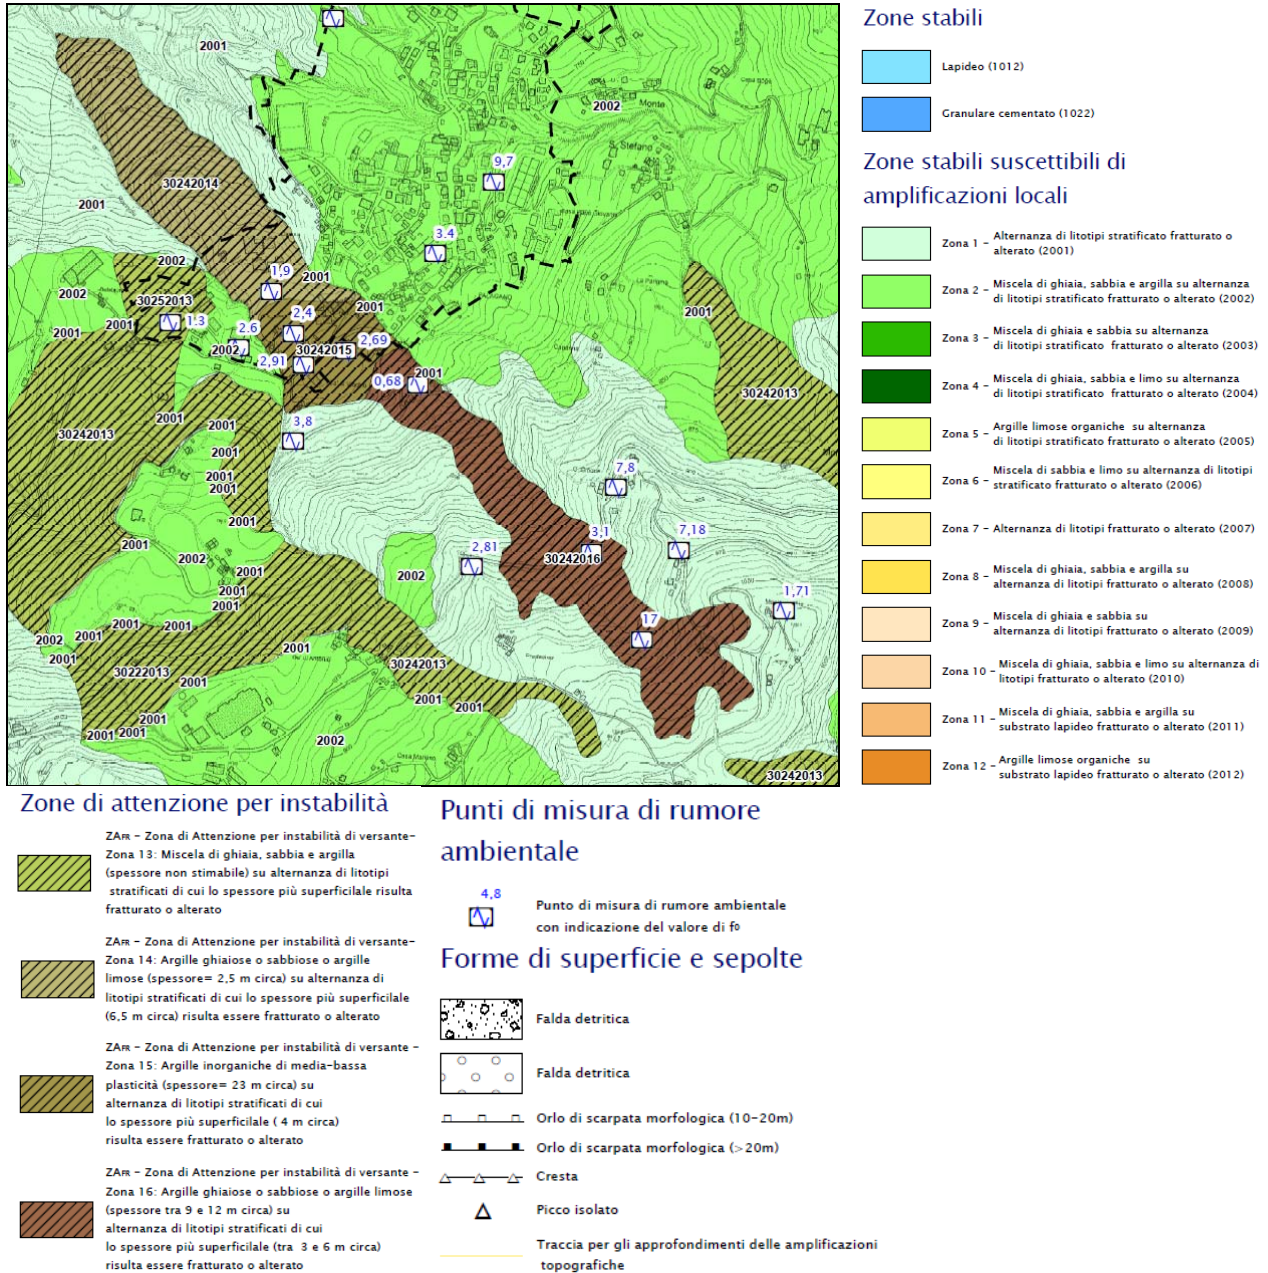 2001
2002
Monte
S. Stefano
9,7
30242014
2001
3.4
2002
1,9
2001
2002
30252013
2001
2001
2001
1.3
2.6
2,4
2001
2,69
2002
30242015
2,91
0,68
2001
30242013
2001
3,8
2001
30242013
2001
2001
2001
7,8
2001
3,1
7,18
2001
2,81
30242016
2002
2001
2002
2001
2001
1,71
2001
2001
2001
17
2002
2001
2001
2001
30222013
30242013
2001
2001
2001
2001
2001
2001
2002
30242013
Zone stabili
Lapideo (1012)
Granulare cementato (1022)
Zone stabili suscettibili di
amplificazioni locali
Zona 1 – Alternanza di litotipi stratificato fratturato o
alterato (2001)
Zona 2 – Miscela di ghiaia, sabbia e argilla su alternanza
di litotipi stratificato fratturato o alterato (2002)
Zona 3 – Miscela di ghiaia e sabbia su alternanza
di litotipi stratificato fratturato o alterato (2003)
Zona 4 – Miscela di ghiaia, sabbia e limo su alternanza
di litotipi stratificato fratturato o alterato (2004)
Zona 5 – Argille limose organiche su alternanza
di litotipi stratificato fratturato o alterato (2005)
Zona 6 – Miscela di sabbia e limo su alternanza di litotipi
stratificato fratturato o alterato (2006)
Zona 7 – Alternanza di litotipi fratturato o alterato (2007)
Zona 8 – Miscela di ghiaia, sabbia e argilla su
alternanza di litotipi fratturato o alterato (2008)
Zona 9 – Miscela di ghiaia e sabbia su
alternanza di litotipi fratturato o alterato (2009)
Zona 10 – Miscela di ghiaia, sabbia e limo su alternanza di
litotipi fratturato o alterato (2010)
Zona 11 – Miscela di ghiaia, sabbia e argilla su
substrato lapideo fratturato o alterato (2011)
Zona 12 – Argille limose organiche su
substrato lapideo fratturato o alterato (2012)
Zone di attenzione per instabilità
ZAFR – Zona di Attenzione per instabilità di versante–
Zona 13: Miscela di ghiaia, sabbia e argilla
(spessore non stimabile) su alternanza di litotipi
stratificati di cui lo spessore più superficilale risulta
fratturato o alterato
ZAFR – Zona di Attenzione per instabilità di versante–
Zona 14: Argille ghiaiose o sabbiose o argille
limose (spessore= 2,5 m circa) su alternanza di
litotipi stratificati di cui lo spessore più superficilale
(6,5 m circa) risulta essere fratturato o alterato
ZAFR – Zona di Attenzione per instabilità di versante –
Zona 15: Argille inorganiche di media-bassa
plasticità (spessore= 23 m circa) su
alternanza di litotipi stratificati di cui
lo spessore più superficilale ( 4 m circa)
risulta essere fratturato o alterato
ZAFR – Zona di Attenzione per instabilità di versante –
Zona 16: Argille ghiaiose o sabbiose o argille limose
(spessore tra 9 e 12 m circa) su
alternanza di litotipi stratificati di cui
lo spessore più superficilale (tra 3 e 6 m circa)
risulta essere fratturato o alterato
Punti di misura di rumore
ambientale
4,8
Punto di misura di rumore ambientale
con indicazione del valore di f0
Forme di superficie e sepolte
Falda detritica
Falda detritica
Orlo di scarpata morfologica (10-20m)
Orlo di scarpata morfologica (>20m)
Cresta
Picco isolato
Traccia per gli approfondimenti delle amplificazioni
topografiche